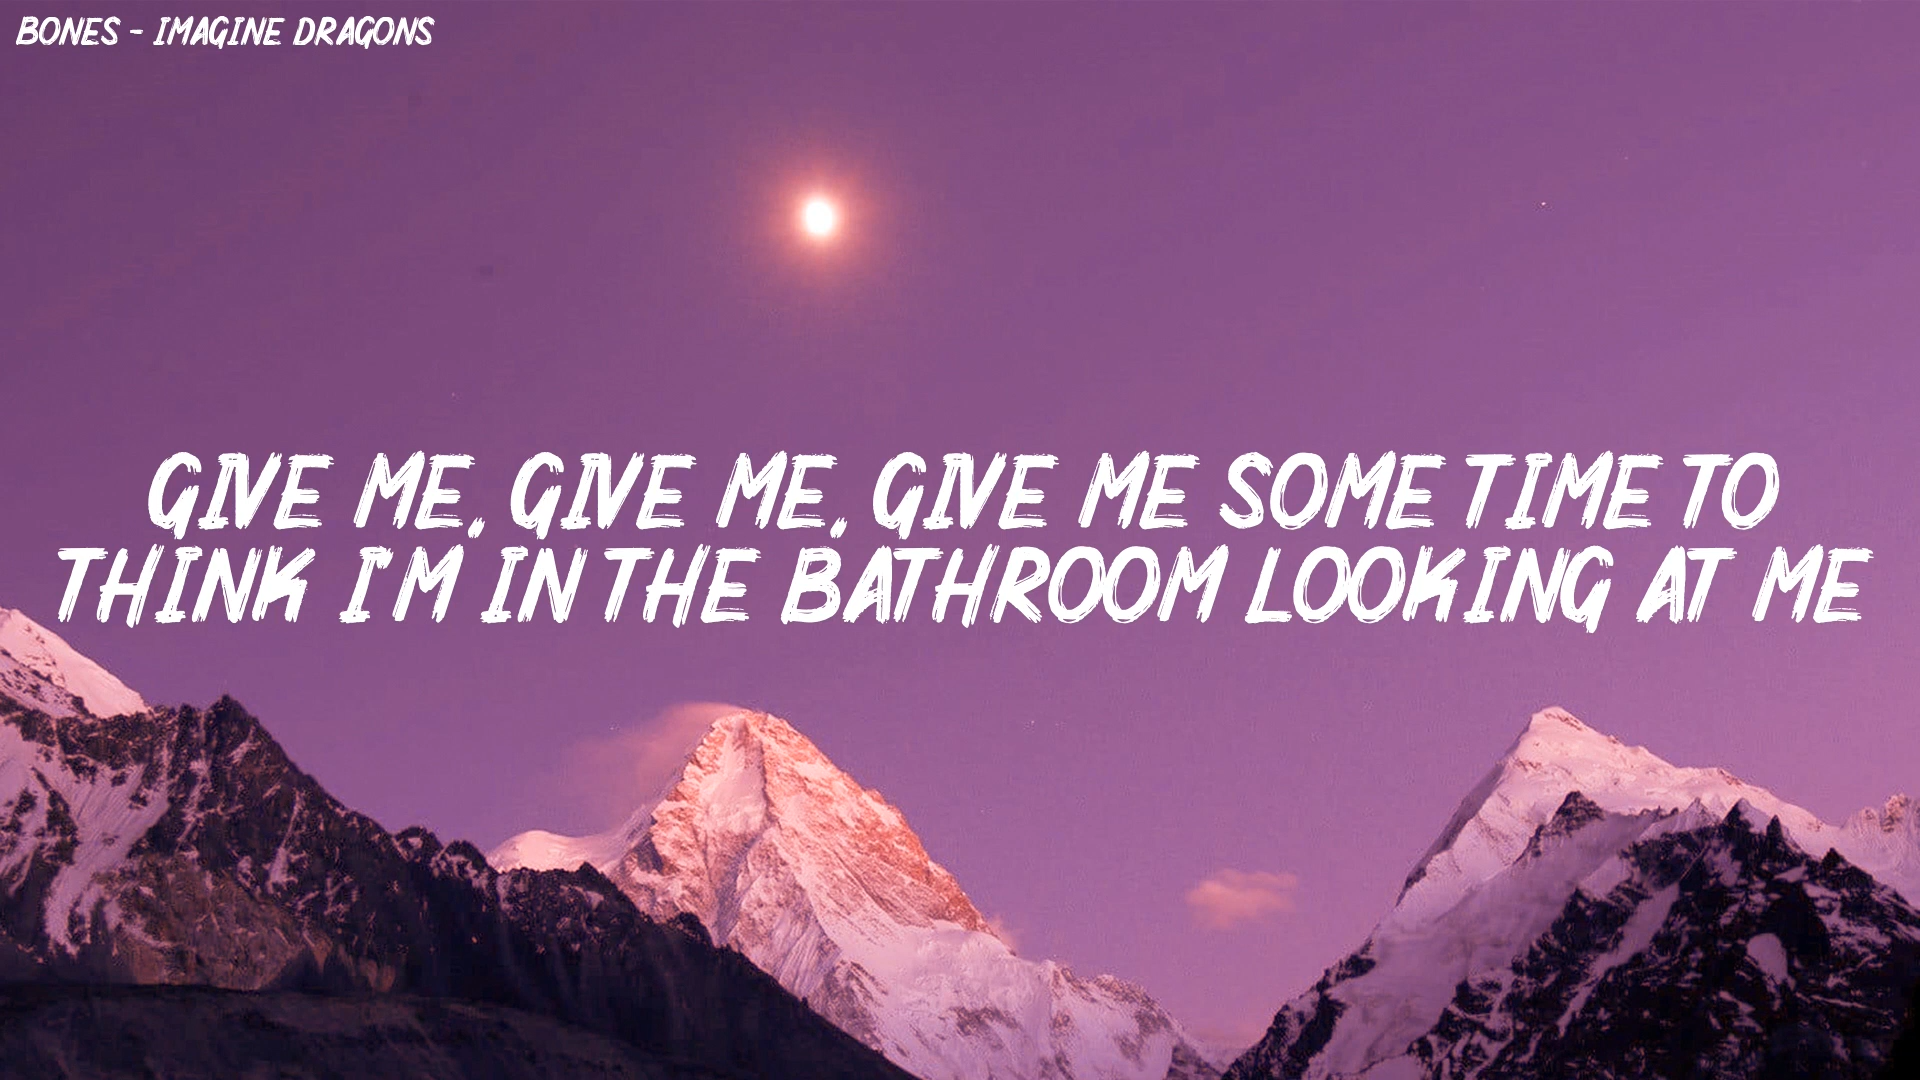 BONES - IMAGINE DRAGONS
GIVE ME, GIVE ME, GIVE ME SOME TIME TO
THINK I'M IN THE BATHROOM LOOKING AT ME